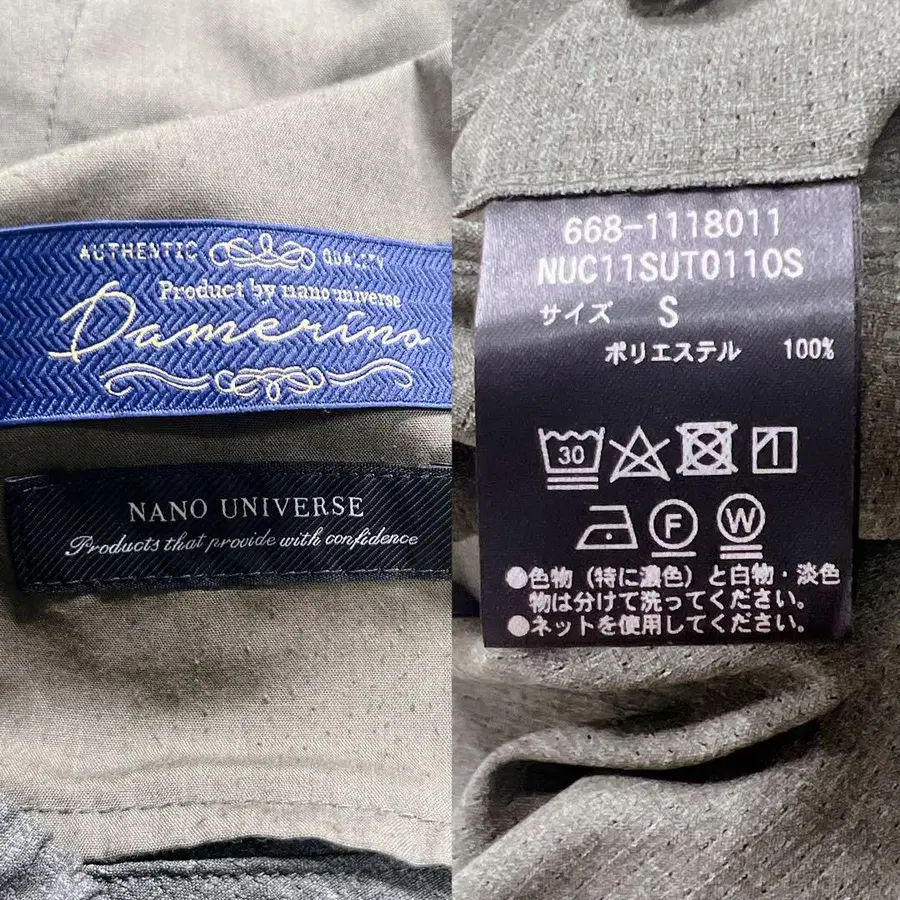 AUTHENTIC QUALITY
Product by nano universe
Damerino
NANO UNIVERSE
Products that provide with confidence
668-1118011
NUC11SUT0110S
サイズ S
ポリエステル 100%
30
F W
●色物(特に濃色)と白物・淡色
物は分けて洗ってください。
●ネットを使用してください。